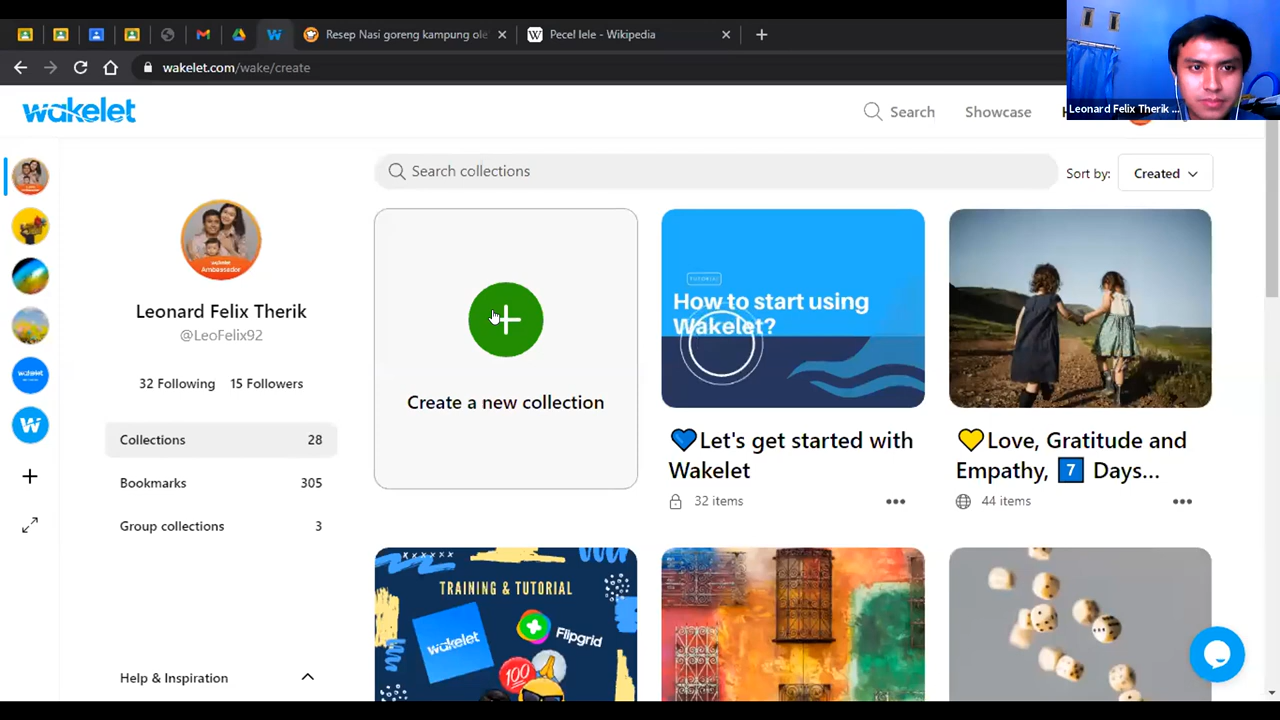 Resep Nasi goreng kampung ole
Pecel lele - Wikipedia
wakelet.com/wake/create
Leonard Felix Therik ...
wakelet
Search
Showcase
Search collections
Sort by:
Created
Ambassador
Leonard Felix Therik
@LeoFelix92
32 Following
15 Followers
Collections
28
Bookmarks
305
Group collections
3
Help & Inspiration
Create a new collection
TUTORIAL
How to start using
Wakelet?
💙Let's get started with
Wakelet
32 items
💛Love, Gratitude and
Empathy, 7️⃣ Days...
44 items
TRAINING & TUTORIAL
wakelet
Flipgrid
100